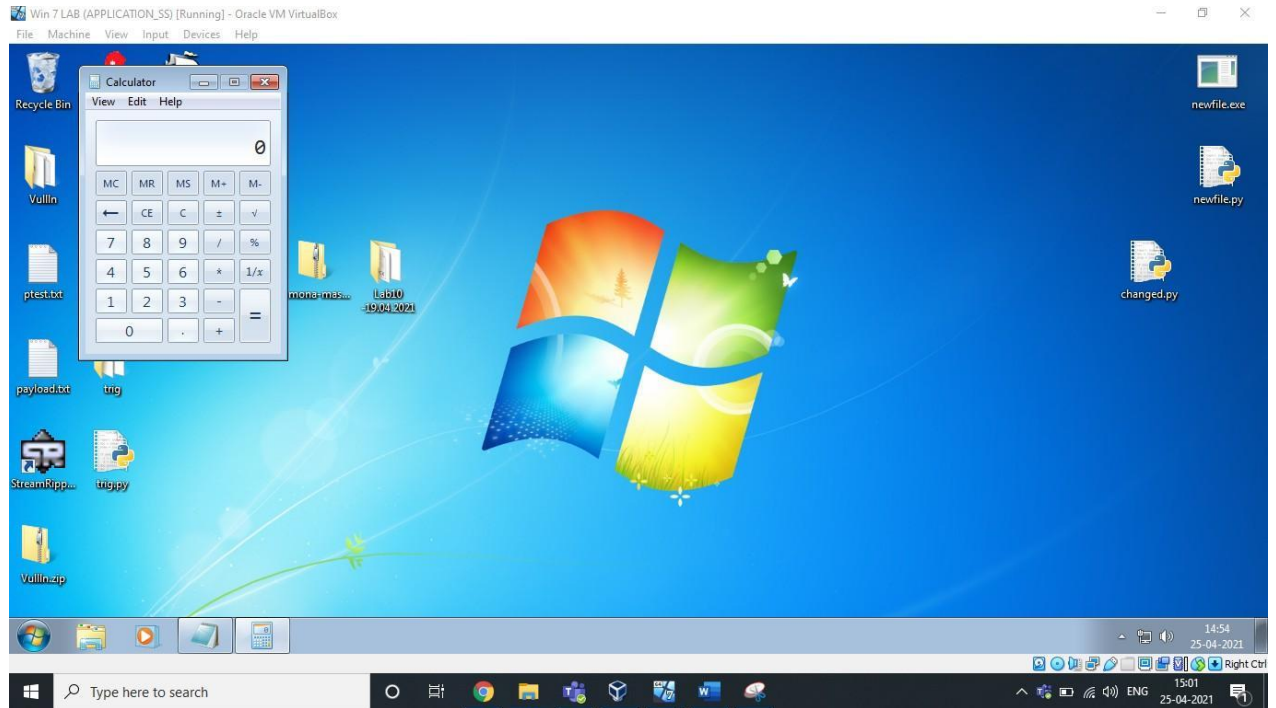 Win 7 LAB (APPLICATION_SS) [Running] - Oracle VM VirtualBox
File Machine View Input Devices Help
Recycle Bin
Calculator
View Edit Help
0
MC MR MS M+ M-
← CE C ± √
7 8 9 / %
4 5 6 * 1/x
1 2 3 - =
0 . +
newfile.exe
VullIn
newfile.py
ptest.txt
mona-mas...
Lab10
-19.04.2021
changed.py
payload.txt
trig
StreamRipp...
trig.py
VullIn.zip
14:54
25-04-2021
Right Ctrl
Type here to search
ENG
15:01
25-04-2021
1